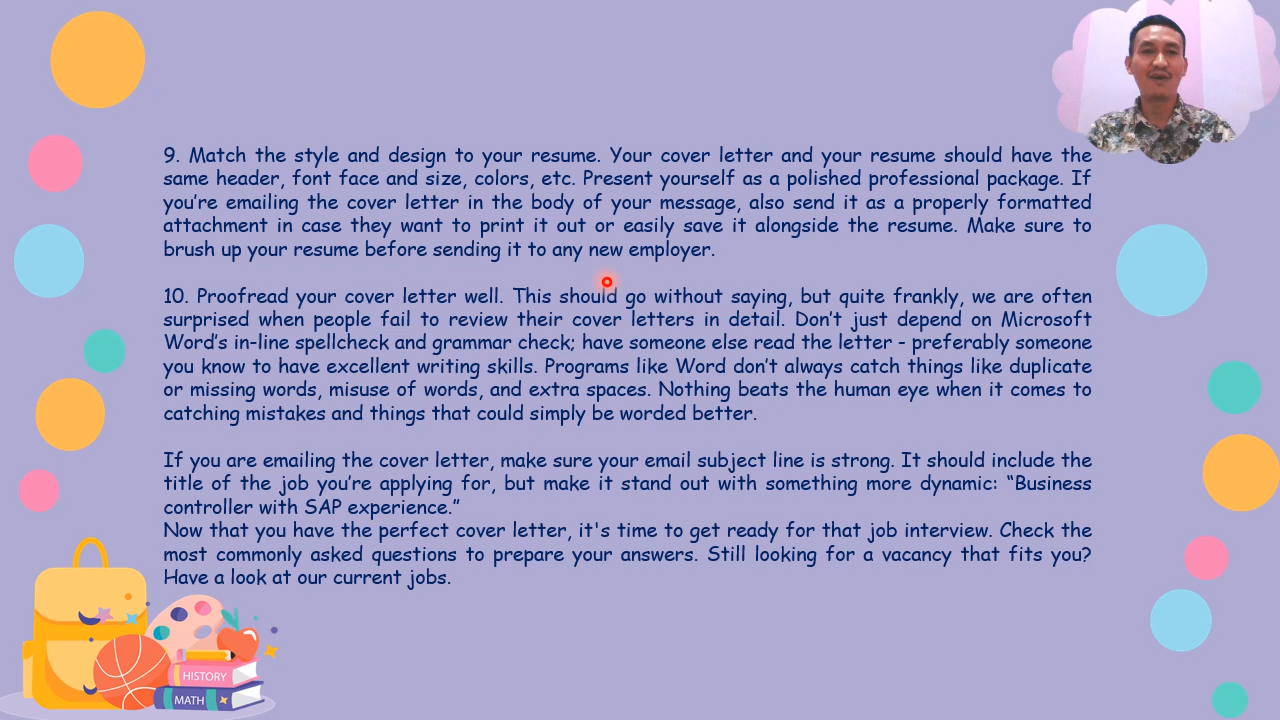 9. Match the style and design to your resume. Your cover letter and your resume should have the
same header, font face and size, colors, etc. Present yourself as a polished professional package. If
you’re emailing the cover letter in the body of your message, also send it as a properly formatted
attachment in case they want to print it out or easily save it alongside the resume. Make sure to
brush up your resume before sending it to any new employer.
10. Proofread your cover letter well. This should go without saying, but quite frankly, we are often
surprised when people fail to review their cover letters in detail. Don’t just depend on Microsoft
Word’s in-line spellcheck and grammar check; have someone else read the letter - preferably someone
you know to have excellent writing skills. Programs like Word don’t always catch things like duplicate
or missing words, misuse of words, and extra spaces. Nothing beats the human eye when it comes to
catching mistakes and things that could simply be worded better.
If you are emailing the cover letter, make sure your email subject line is strong. It should include the
title of the job you’re applying for, but make it stand out with something more dynamic: “Business
controller with SAP experience.”
Now that you have the perfect cover letter, it's time to get ready for that job interview. Check the
most commonly asked questions to prepare your answers. Still looking for a vacancy that fits you?
Have a look at our current jobs.
HISTORY
MATH